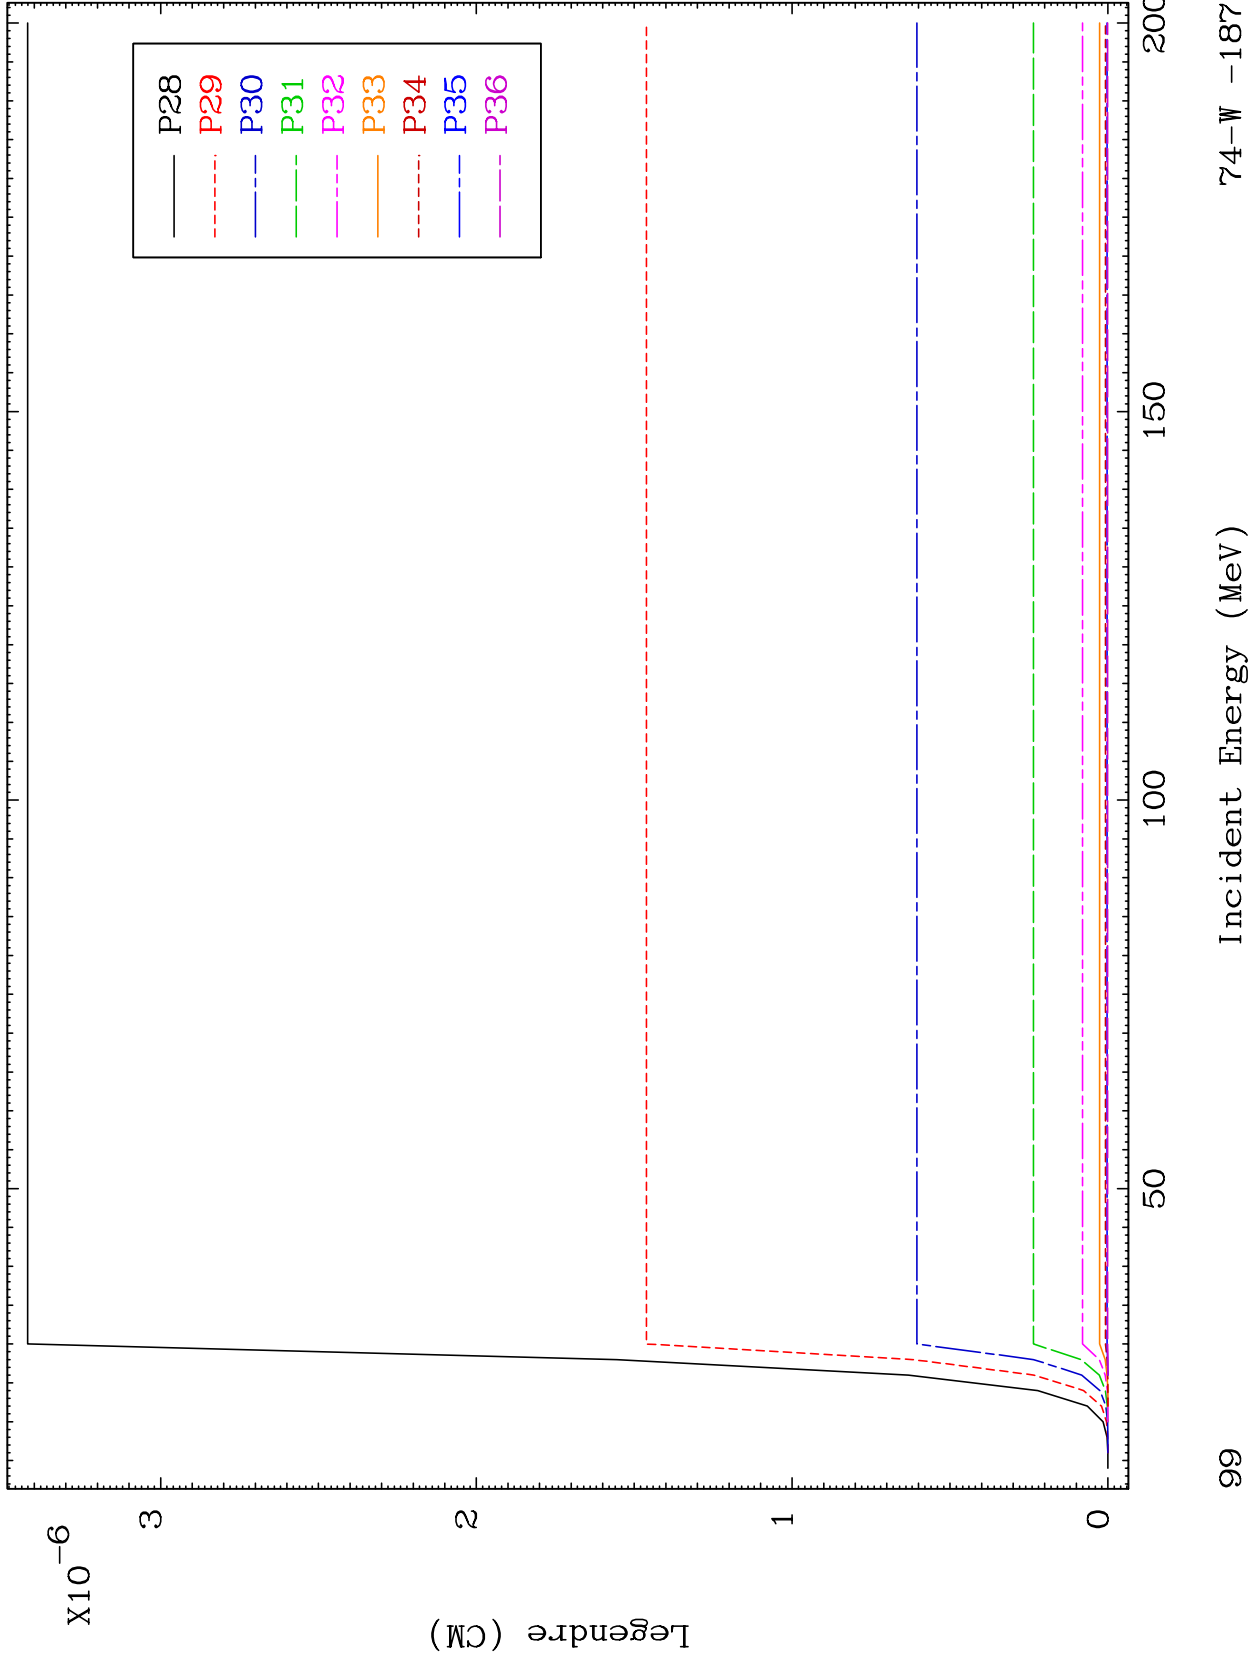 X10-6
3
2
1
0
Legendre (CM)
P28
P29
P30
P31
P32
P33
P34
P35
P36
50
100
150
200
Incident Energy (MeV)
99
74-W -187